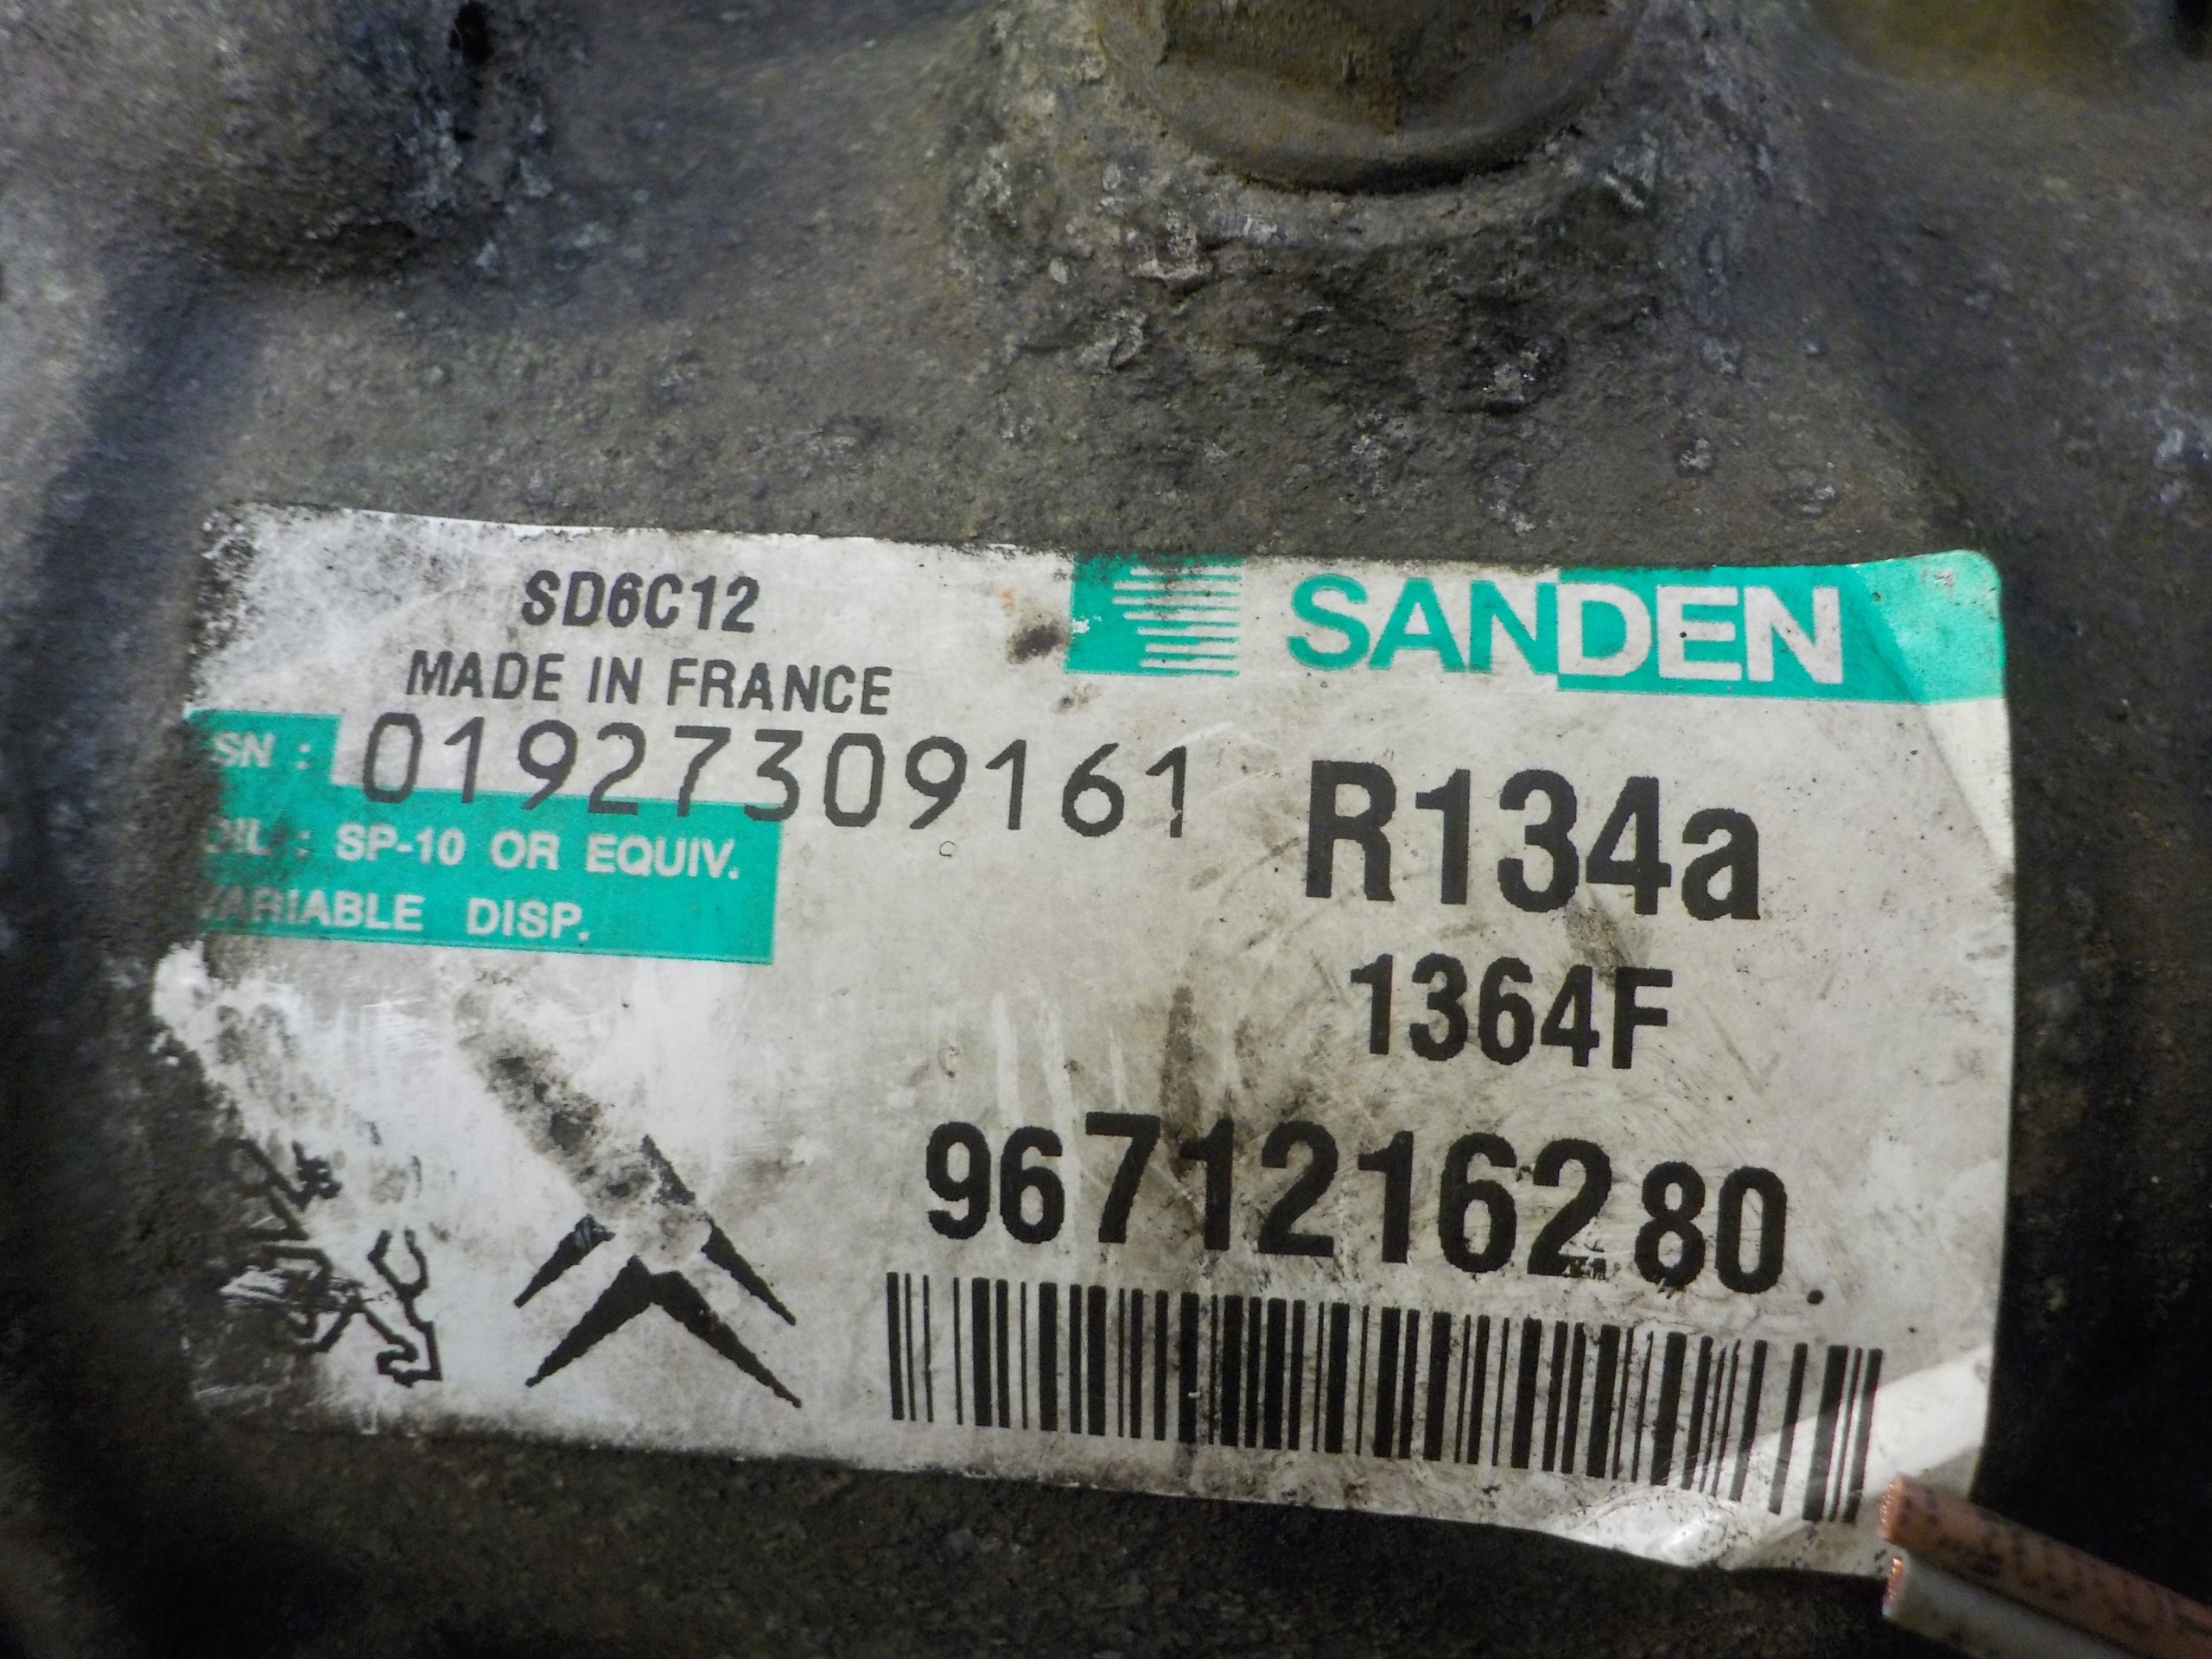 SD6C12
MADE IN FRANCE
SANDEN
SN : 01927309161
OIL : SP-10 OR EQUIV.
VARIABLE DISP.
R134a
1364F
9671216280.